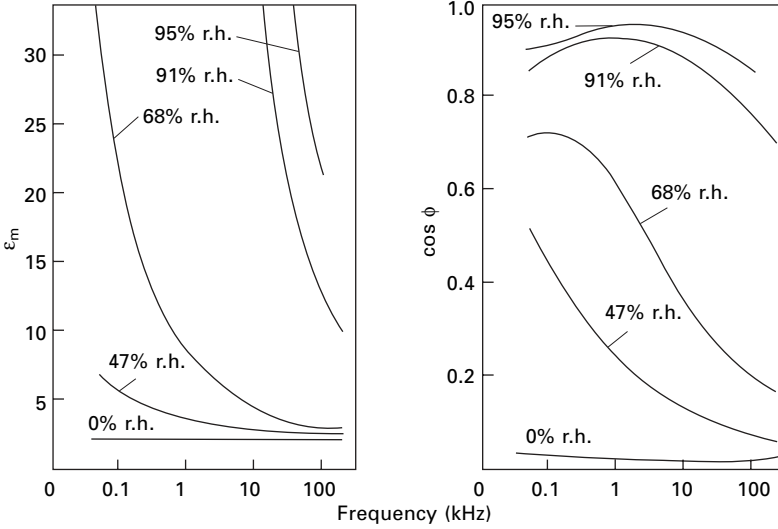 30
25
20
15
10
5
εm
95% r.h.
91% r.h.
68% r.h.
47% r.h.
0% r.h.
0 0.1 1 10 100
1.0
0.8
0.6
0.4
0.2
cos ϕ
95% r.h.
91% r.h.
68% r.h.
47% r.h.
0% r.h.
0 0.1 1 10 100
Frequency (kHz)